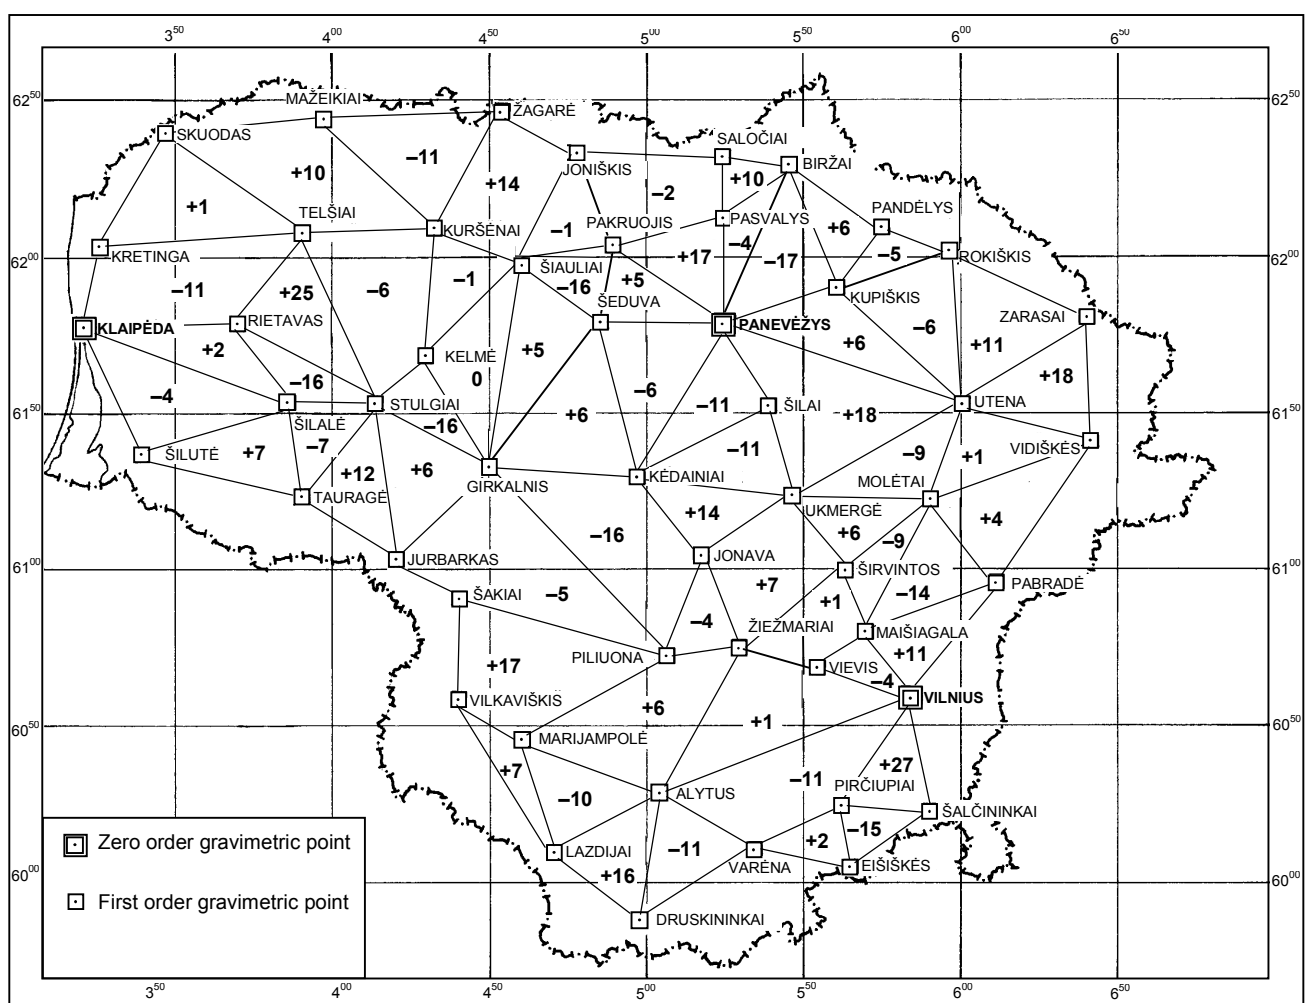 3⁵⁰ 4⁰⁰ 4⁵⁰ 5⁰⁰ 5⁵⁰ 6⁰⁰ 6⁵⁰
62⁵⁰ MAŽEIKIAI 62⁵⁰
ŽAGARĖ
SKUODAS
SALOČIAI
–11
JONIŠKIS BIRŽAI
+10 +14 –2 +10
+1 TELŠIAI PANDĖLYS
KURŠĖNAI –1 PAKRUOJIS PASVALYS +6
62⁰⁰ KRETINGA +17 –4 –17 –5 ROKIŠKIS 62⁰⁰
ŠIAULIAI
–11 +25 –6 –1 –16 +5
ŠEDUVA KUPIŠKIS
KLAIPĖDA RIETAVAS PANEVĖŽYS –6 ZARASAI
+2 KELMĖ +5 +6 +11
0 +18
–4 –16 –6
61⁵⁰ STULGIAI +6 –11 ŠILAI +18 UTENA 61⁵⁰
ŠILALĖ –16
ŠILUTĖ +7 –7 –11 –9 +1 VIDIŠKĖS
+12 +6 KĖDAINIAI MOLĖTAI
TAURAGĖ GIRKALNIS
UKMERGĖ
+14 +4
–16 +6 –9
61⁰⁰ JURBARKAS JONAVA ŠIRVINTOS 61⁰⁰
+7 PABRADĖ
ŠAKIAI –5 +1 –14
–4 ŽIEŽMARIAI MAIŠIAGALA
PILIUONA +11
+17 VIEVIS –4
VILKAVIŠKIS VILNIUS
+6 +1
60⁵⁰ MARIJAMPOLĖ 60⁵⁰
+7 –11 +27
PIRČIUPIAI
–10 ALYTUS
ŠALČININKAI
Zero order gravimetric point
+2 –15
LAZDIJAI –11
60⁰⁰ +16 VARĖNA EIŠIŠKĖS 60⁰⁰
First order gravimetric point
DRUSKININKAI
3⁵⁰ 4⁰⁰ 4⁵⁰ 5⁰⁰ 5⁵⁰ 6⁰⁰ 6⁵⁰